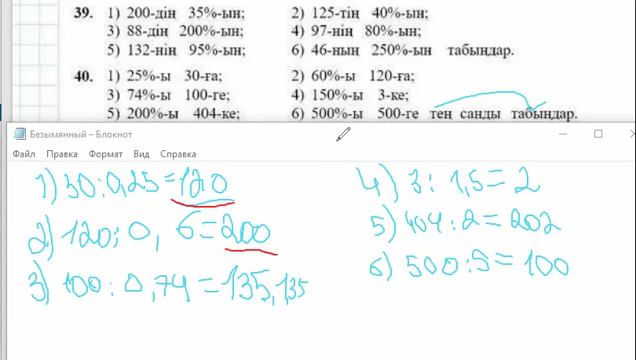 39. 1) 200-дің 35%-ын; 2) 125-тің 40%-ын;
3) 88-дің 200%-ын; 4) 97-нің 80%-ын;
5) 132-нің 95%-ын; 6) 46-ның 250%-ын табыңдар.
40. 1) 25%-ы 30-ға; 2) 60%-ы 120-ға;
3) 74%-ы 100-ге; 4) 150%-ы 3-ке;
5) 200%-ы 404-ке; 6) 500%-ы 500-ге тең санды табыңдар.
Безымянный – Блокнот
Файл Правка Формат Вид Справка
1) 30:0,25=120
2) 120:0,6=200
3) 100:0,74=135,135
4) 3:1,5=2
5) 404:2=202
6) 500:5=100